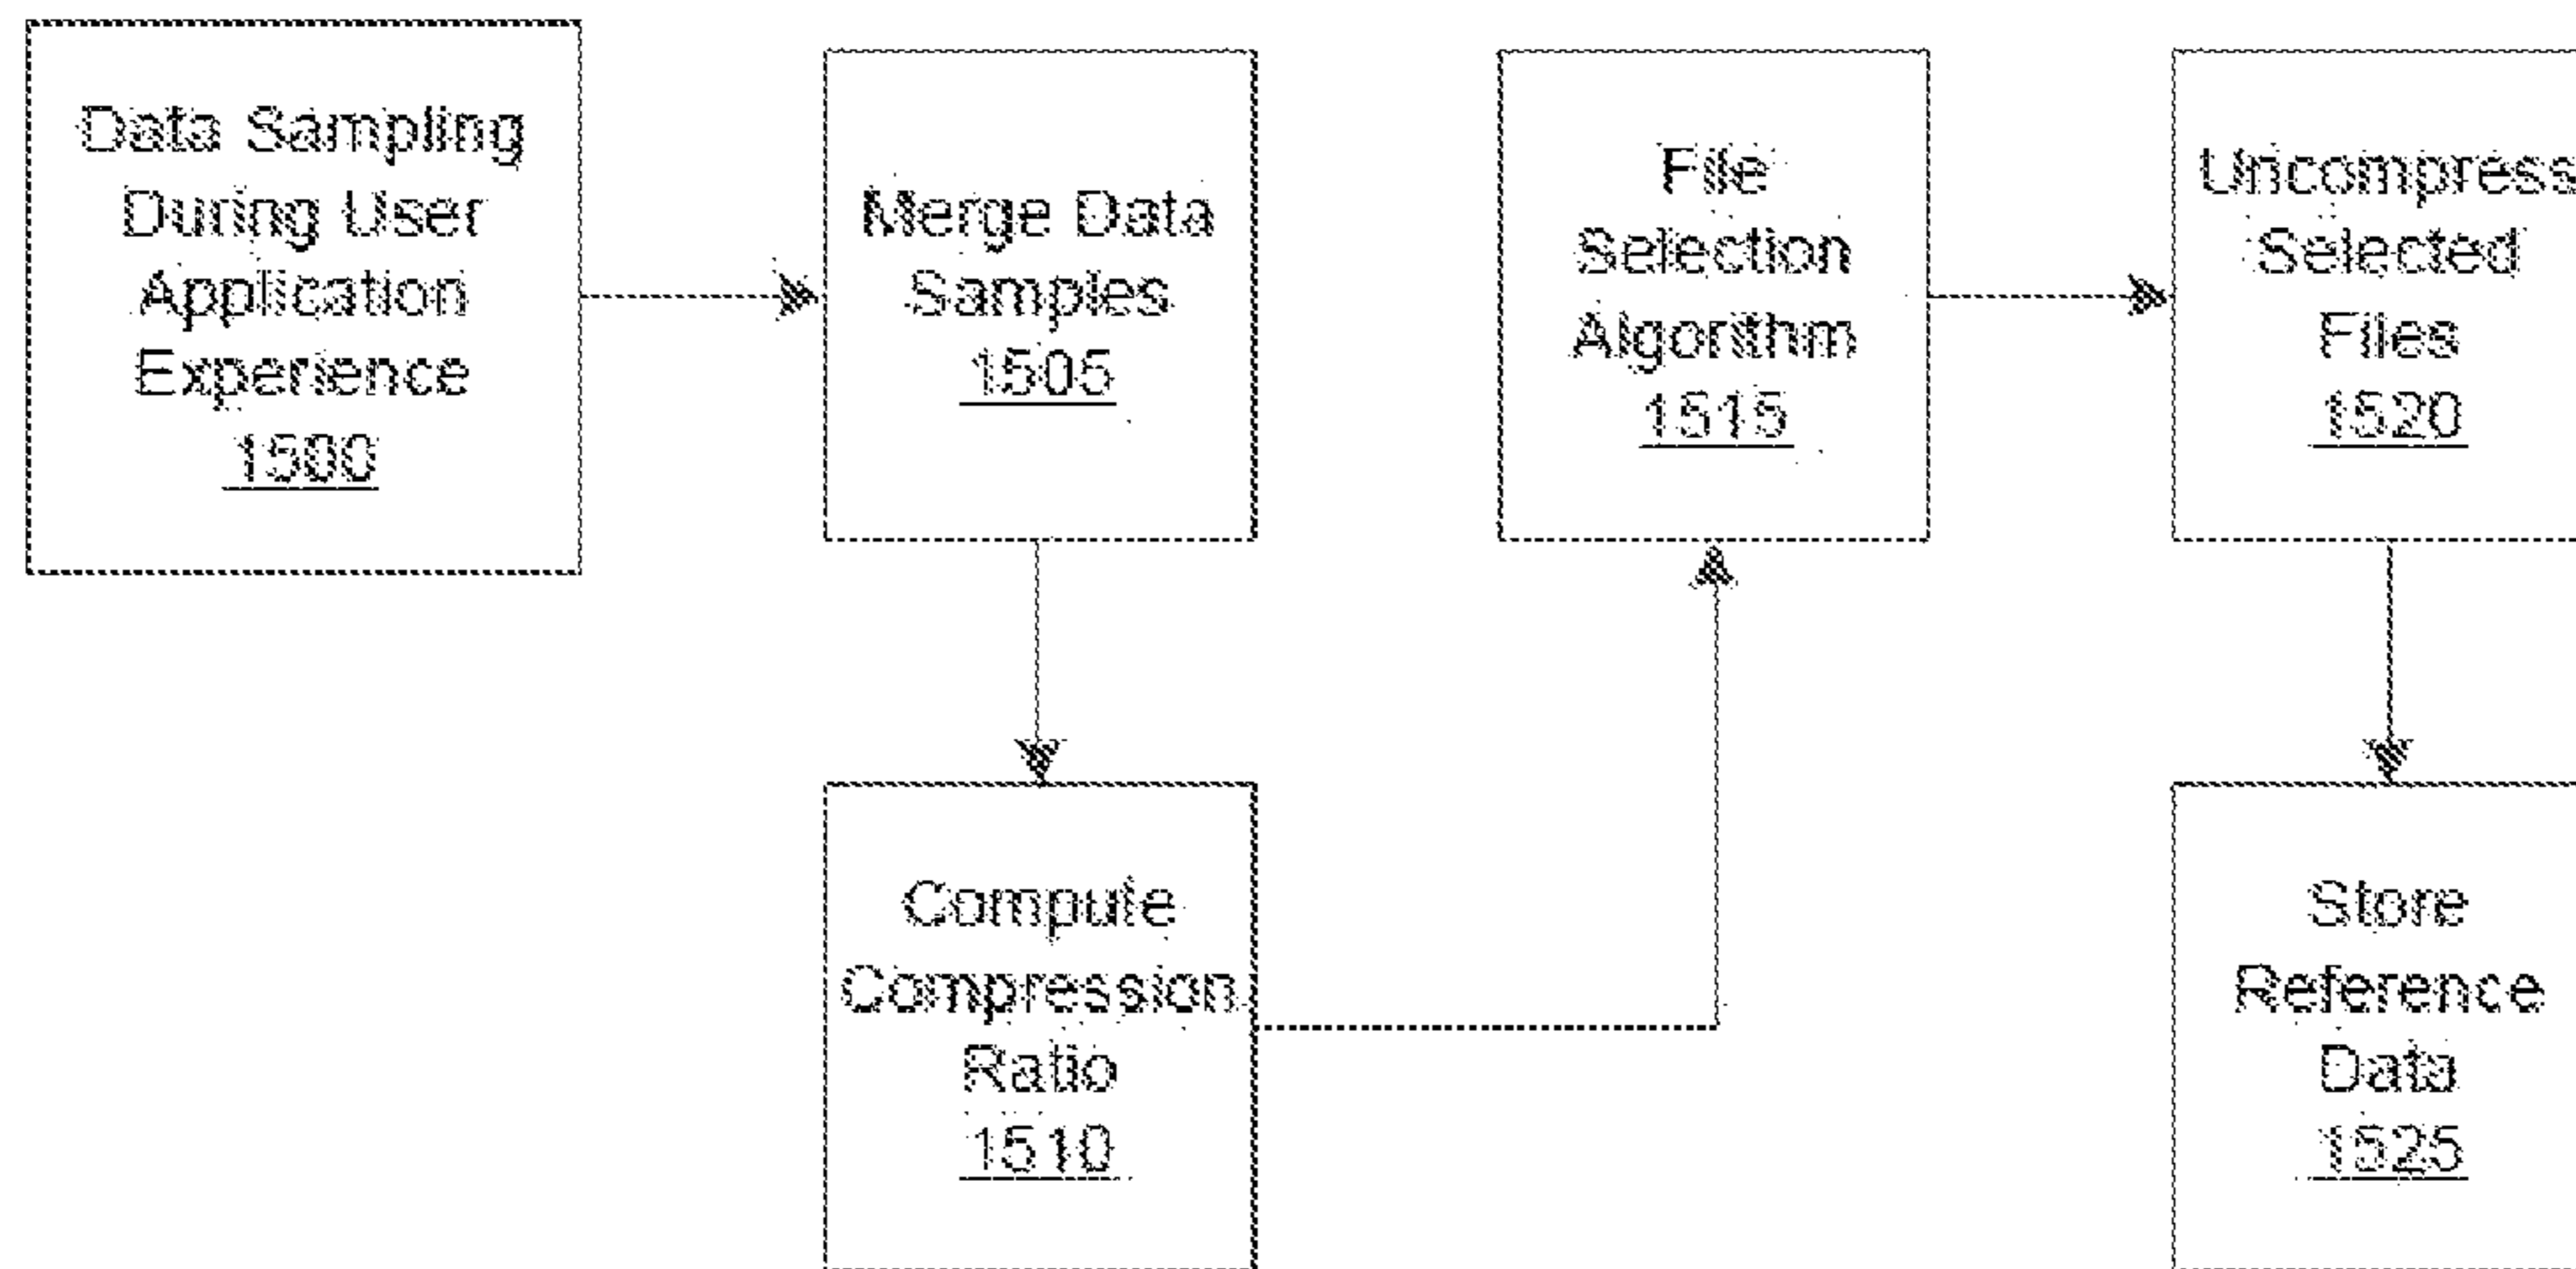 Data Sampling
During User
Application
Experience
1500
Merge Data
Samples
1505
Compute
Compression
Ratio
1510
File
Selection
Algorithm
1515
Uncompress
Selected
Files
1520
Store
Reference
Data
1525